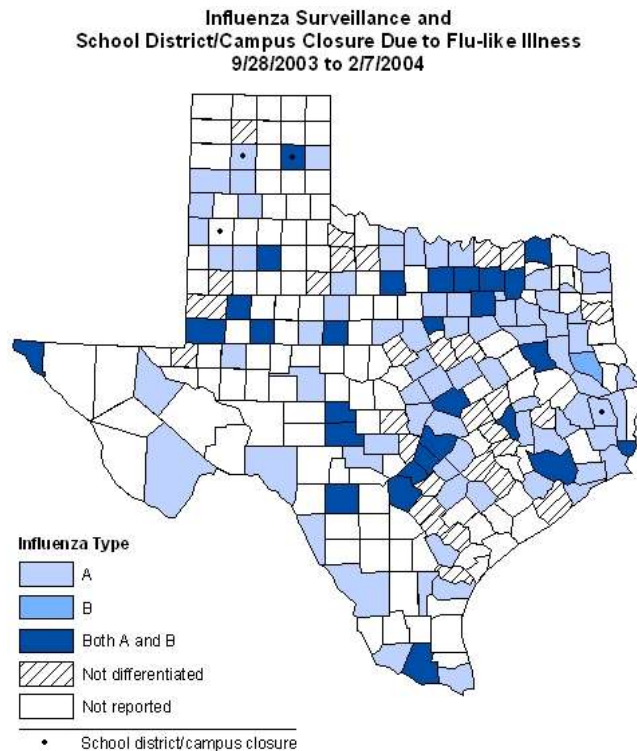 Influenza Surveillance and
School District/Campus Closure Due to Flu-like Illness
9/28/2003 to 2/7/2004
Influenza Type
A
B
Both A and B
Not differentiated
Not reported
School district/campus closure